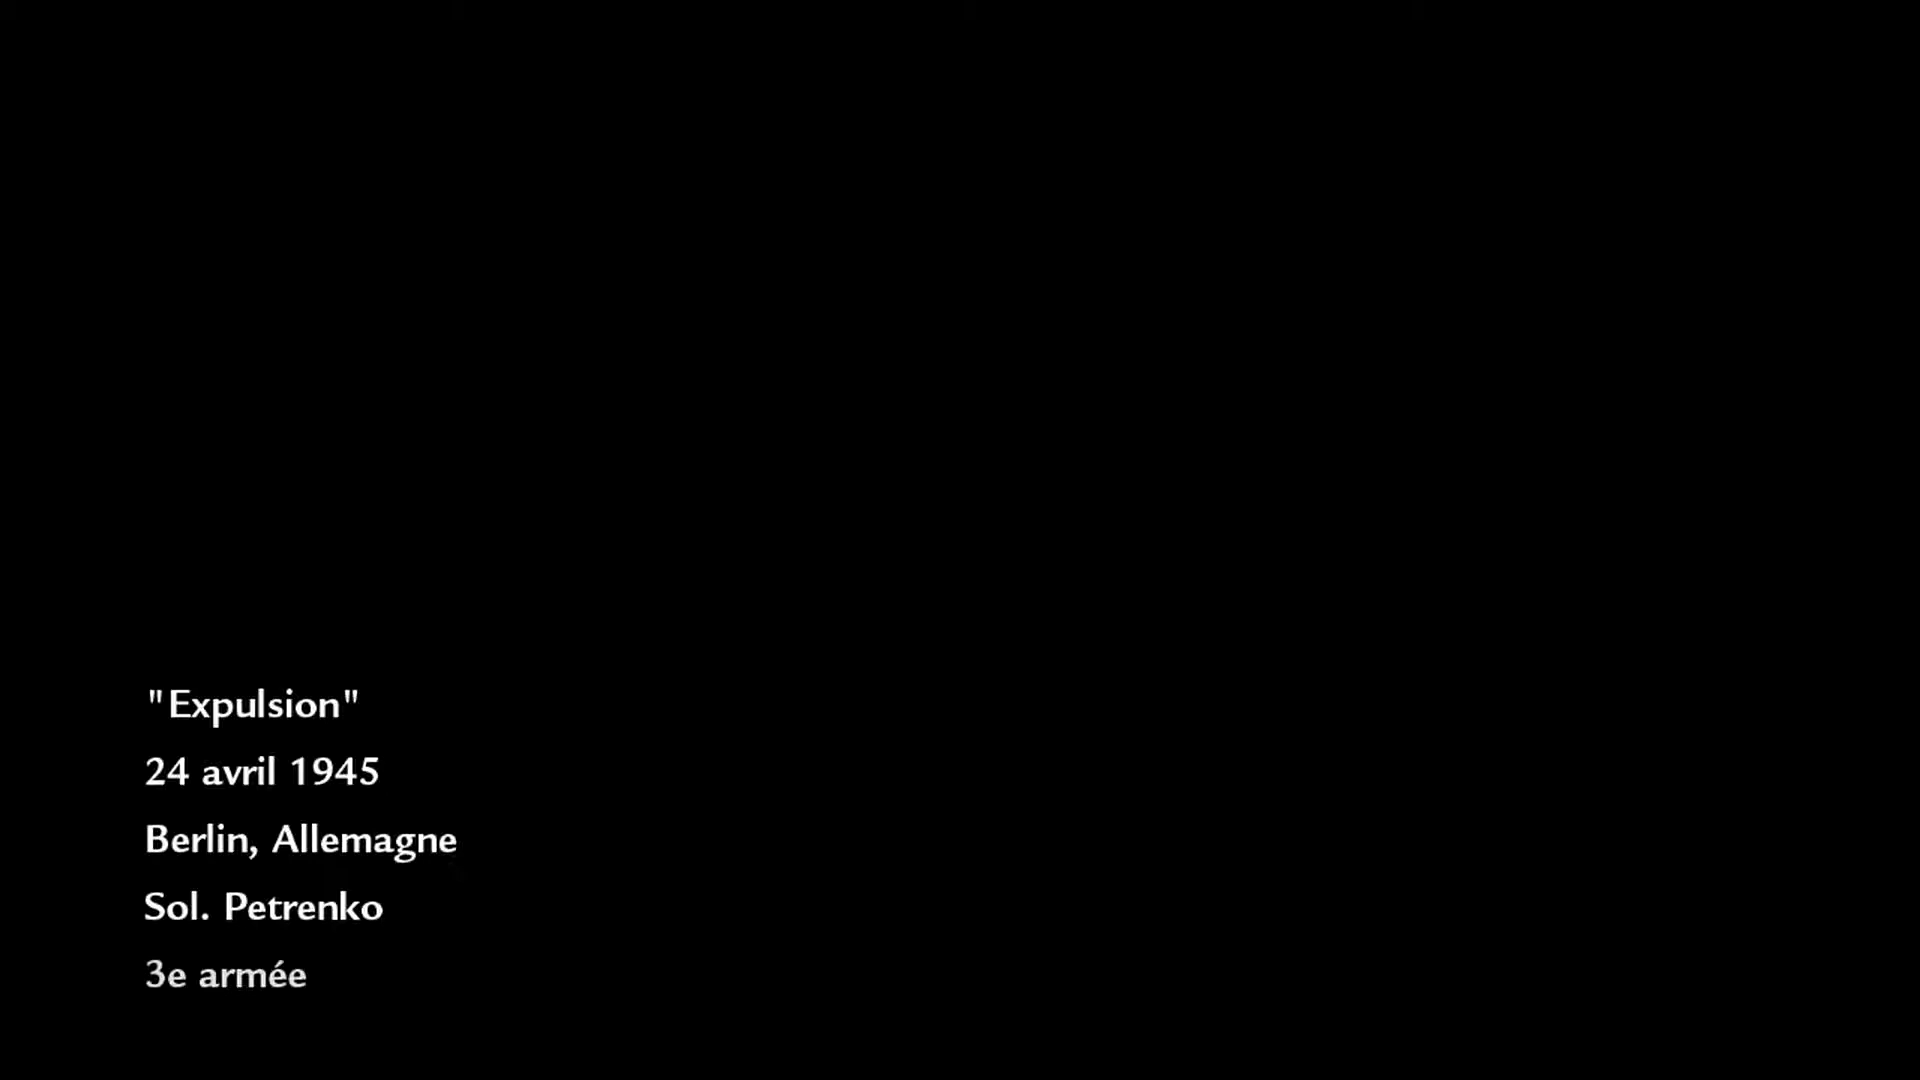 "Expulsion"
24 avril 1945
Berlin, Allemagne
Sol. Petrenko
3e armée